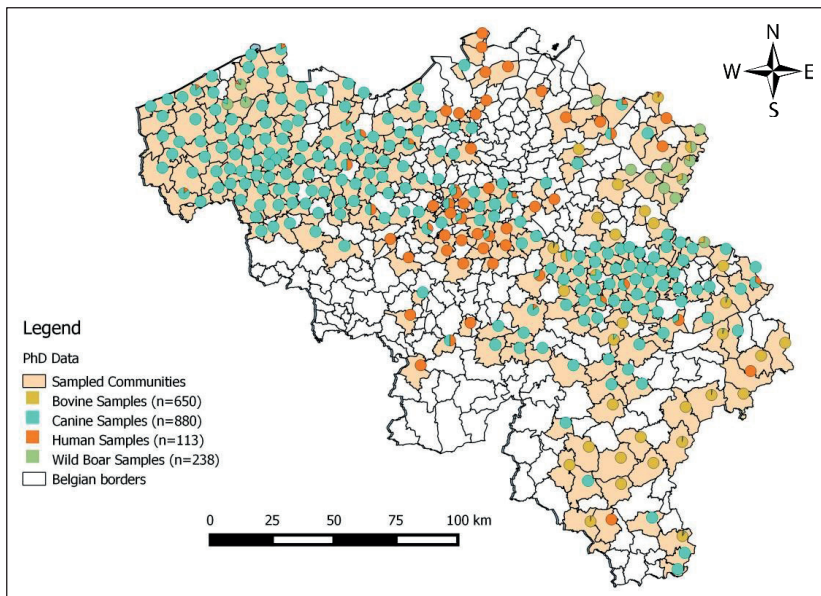 N
W E
S
Legend
PhD Data
Sampled Communities
Bovine Samples (n=650)
Canine Samples (n=880)
Human Samples (n=113)
Wild Boar Samples (n=238)
Belgian borders
0 25 50 75 100 km